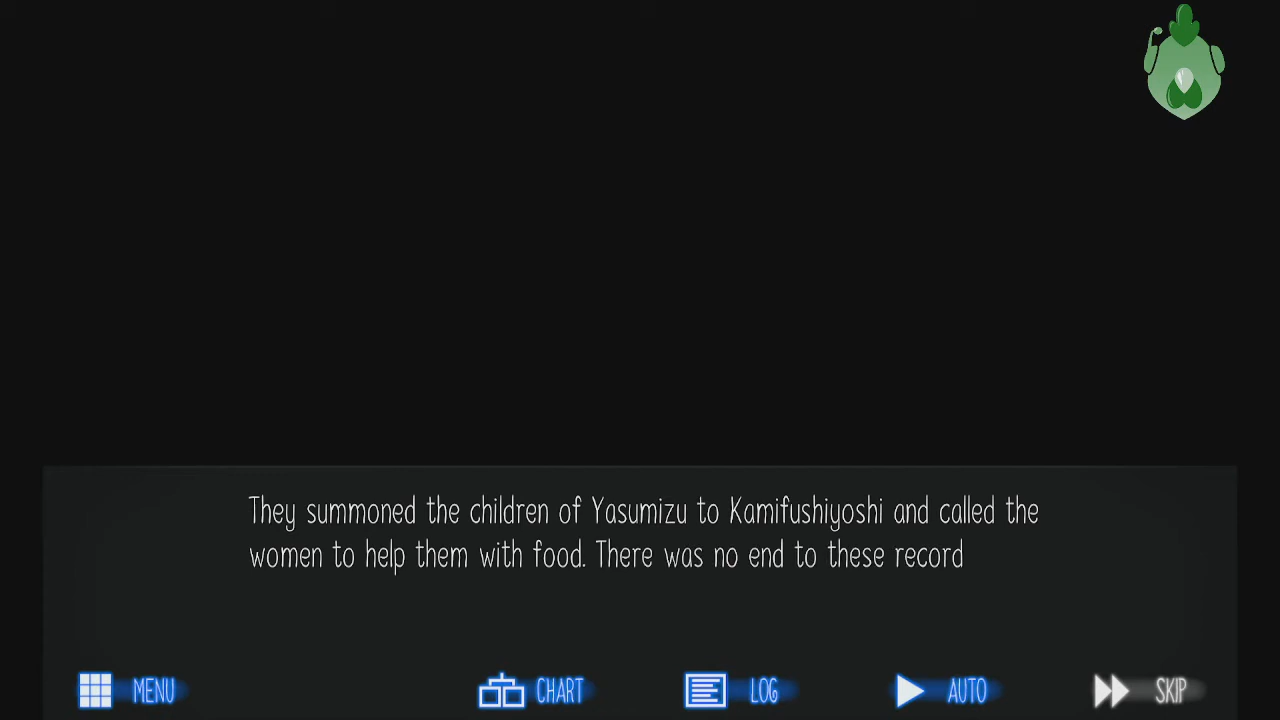 They summoned the children of Yasumizu to Kamifushiyoshi and called the
women to help them with food. There was no end to these record
MENU
CHART
LOG
AUTO
SKIP